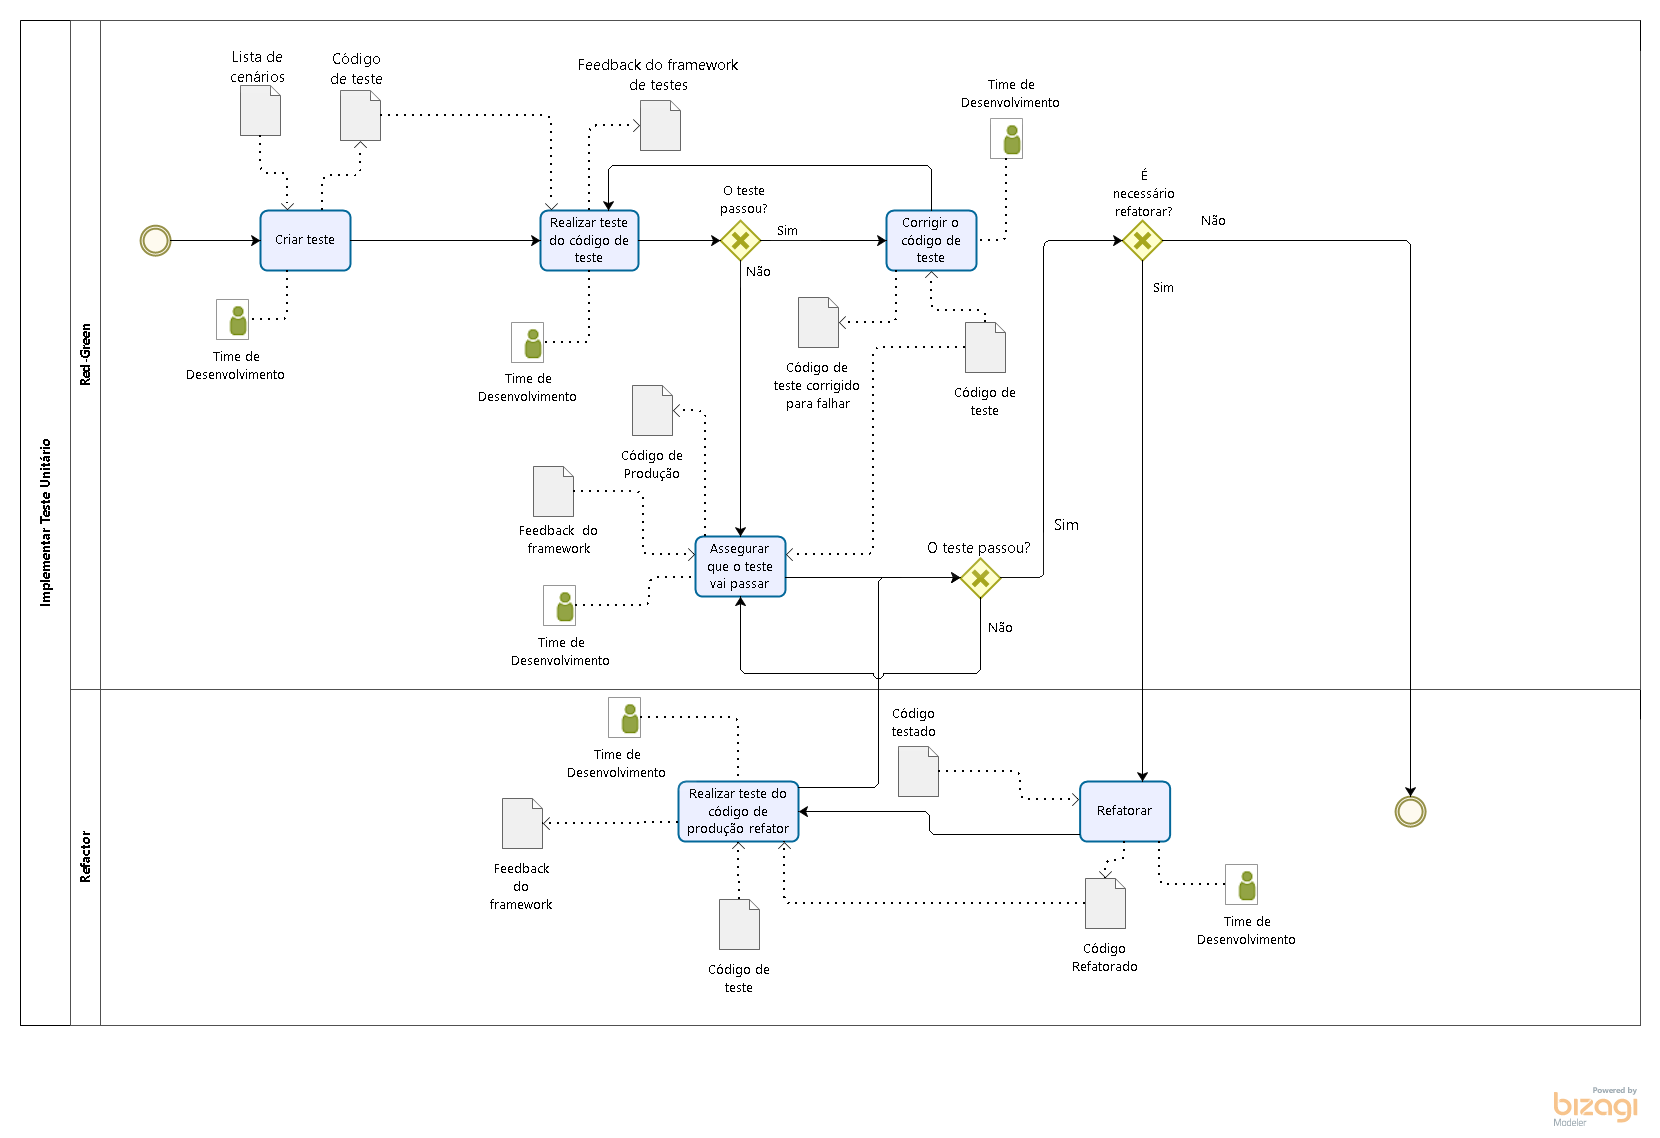 Implementar Teste Unitário
Red-Green
Lista de
cenários
Código
de teste
Feedback do framework
de testes
Time de
Desenvolvimento
Criar teste
Realizar teste
do código de
teste
O teste
passou?
Sim
Não
Corrigir o
código de
teste
É
necessário
refatorar?
Não
Sim
Time de
Desenvolvimento
Time de
Desenvolvimento
Código de
teste corrigido
para falhar
Código de
teste
Código de
Produção
Feedback do
framework
Assegurar
que o teste
vai passar
O teste passou?
Sim
Não
Time de
Desenvolvimento
Refactor
Time de
Desenvolvimento
Código
testado
Realizar teste do
código de
produção refator
Refatorar
Feedback
do
framework
Código de
teste
Código
Refatorado
Time de
Desenvolvimento
Powered by
bizagi
Modeler